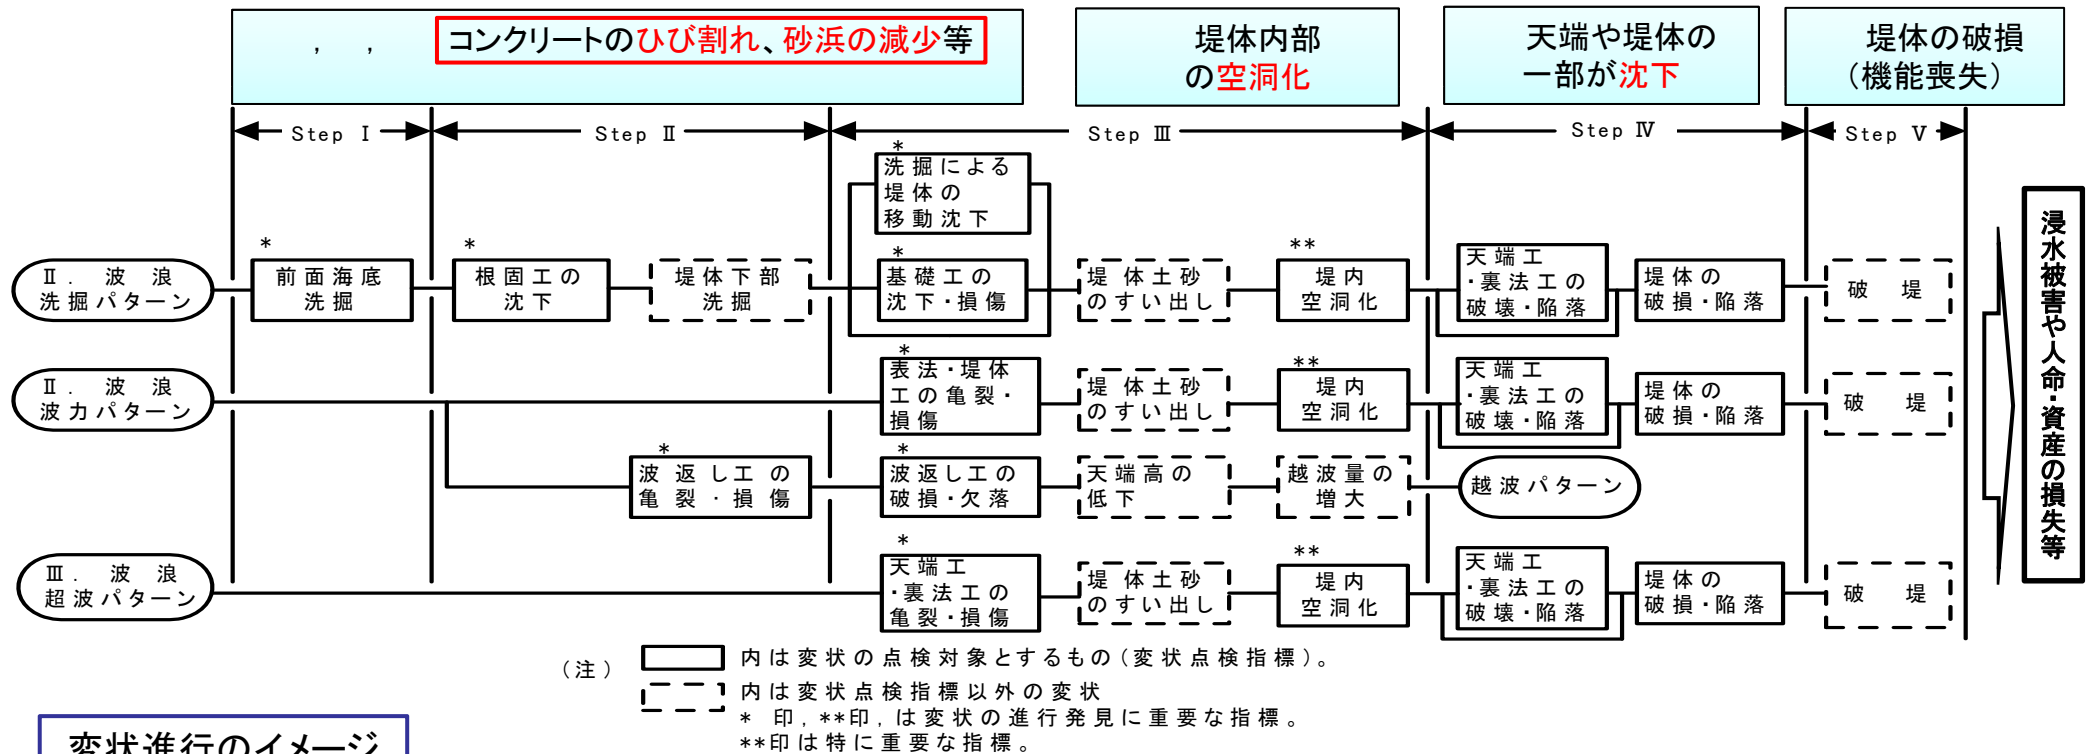 ， ， コンクリートのひび割れ、砂浜の減少等
堤体内部
の空洞化
天端や堤体の
一部が沈下
堤体の破損
（機能喪失）
Step Ⅰ
Step Ⅱ
Step Ⅲ
Step Ⅳ
Step Ⅴ
*
洗掘による
堤体の
移動沈下
Ⅱ．波浪
洗掘パターン
*
前面海底
洗掘
*
根固工の
沈下
堤体下部
洗掘
*
基礎工の
沈下・損傷
堤体土砂
のすい出し
**
堤内
空洞化
天端工
・裏法工の
破壊・陥落
堤体の
破損・陥落
破堤
Ⅱ．波浪
波力パターン
*
表法・堤体
工の亀裂・
損傷
堤体土砂
のすい出し
**
堤内
空洞化
天端工
・裏法工の
破壊・陥落
堤体の
破損・陥落
破堤
*
波返し工の
亀裂・損傷
*
波返し工の
破損・欠落
天端高の
低下
越波量の
増大
越波パターン
Ⅲ．波浪
超波パターン
*
天端工
・裏法工の
亀裂・損傷
堤体土砂
のすい出し
**
堤内
空洞化
天端工
・裏法工の
破壊・陥落
堤体の
破損・陥落
破堤
浸水被害や人命・資産の損失等
（注）
内は変状の点検対象とするもの（変状点検指標）。
内は変状点検指標以外の変状
* 印，**印，は変状の進行発見に重要な指標。
**印は特に重要な指標。
変状進行のイメージ